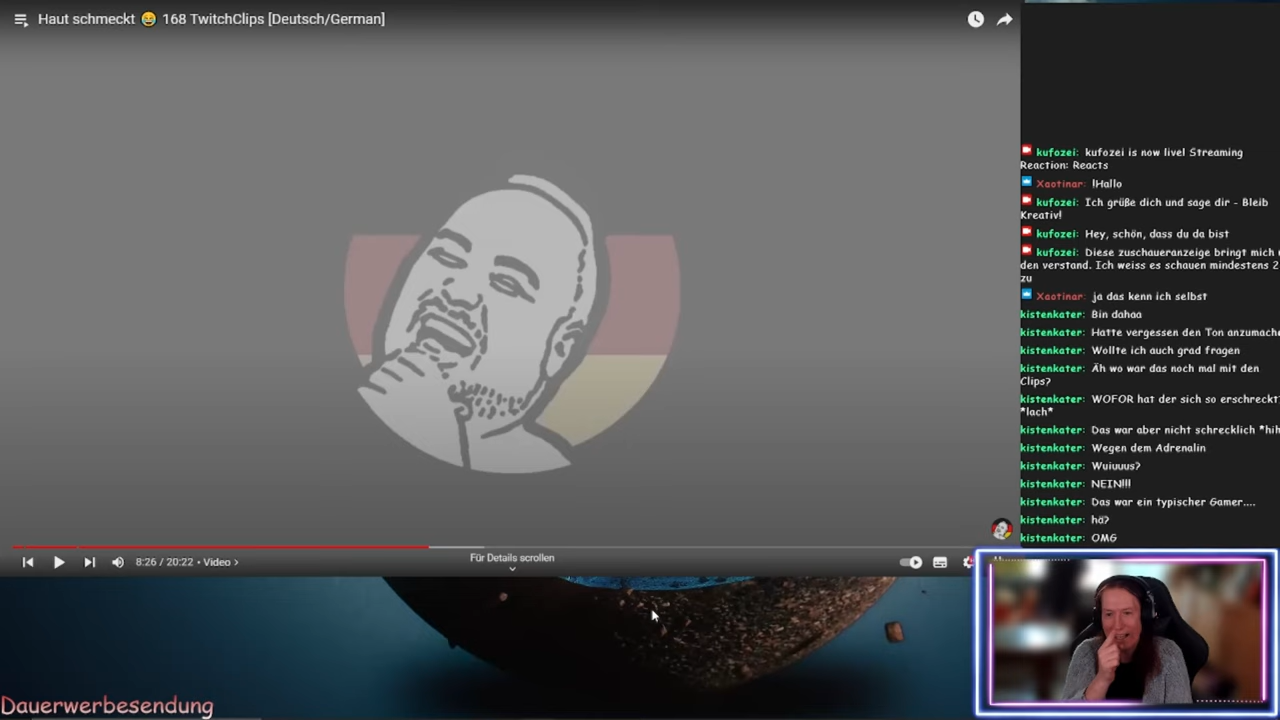 Haut schmeckt 😂 168 TwitchClips [Deutsch/German]
kufozei: kufozei is now live! Streaming
Reaction: Reacts
Xaotinar: !Hallo
kufozei: Ich grüße dich und sage dir - Bleib
Kreativ!
kufozei: Hey, schön, dass du da bist
kufozei: Diese zuschaueranzeige bringt mich
den verstand. Ich weiss es schauen mindestens 2
zu
Xaotinar: ja das kenn ich selbst
kistenkater: Bin dahaa
kistenkater: Hatte vergessen den Ton anzumache
kistenkater: Wollte ich auch grad fragen
kistenkater: Äh wo war das noch mal mit den
Clips?
kistenkater: WOFOR hat der sich so erschreckt?
*lach*
kistenkater: Das war aber nicht schrecklich *hih
kistenkater: Wegen dem Adrenalin
kistenkater: Wuiuuus?
kistenkater: NEIN!!!
kistenkater: Das war ein typischer Gamer....
kistenkater: hä?
kistenkater: OMG
Für Details scrollen
8:26 / 20:22 • Video ›
Dauerwerbesendung